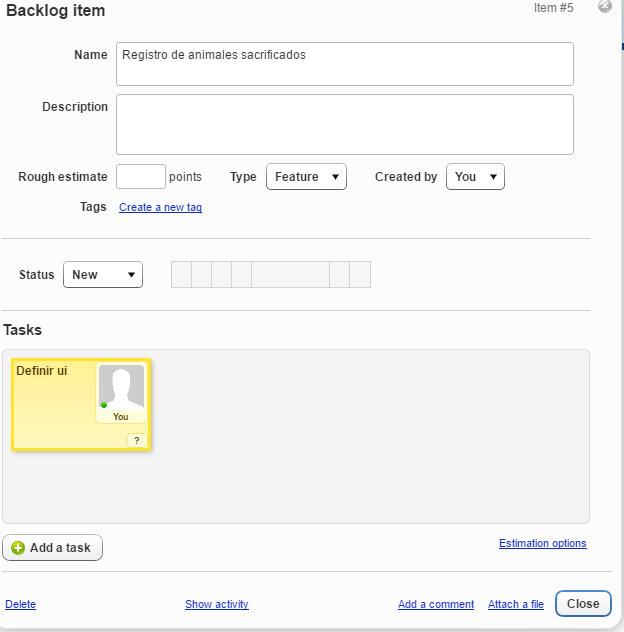 Backlog item
Item #5
Name
Registro de animales sacrificados
Description
Rough estimate points Type Feature Created by You
Tags Create a new tag
Status New
Tasks
Definir ui
You
?
Add a task
Estimation options
Delete Show activity Add a comment Attach a file Close